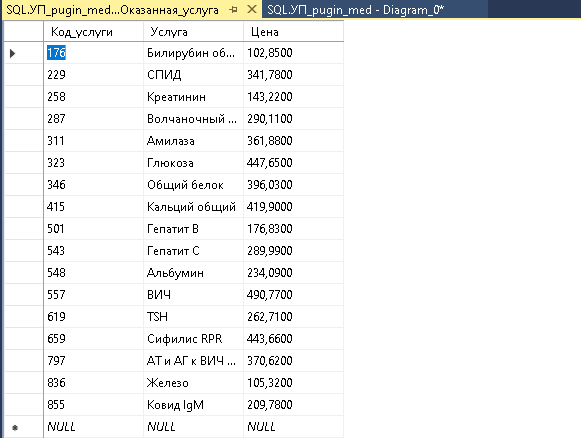 SQL.УП_pugin_med...Оказанная_услуга SQL.УП_pugin_med - Diagram_0*
Код_услуги Услуга Цена
176 Билирубин об... 102,8500
229 СПИД 341,7800
258 Креатинин 143,2200
287 Волчаночный ... 290,1100
311 Амилаза 361,8800
323 Глюкоза 447,6500
346 Общий белок 396,0300
415 Кальций общий 419,9000
501 Гепатит В 176,8300
543 Гепатит С 289,9900
548 Альбумин 234,0900
557 ВИЧ 490,7700
619 TSH 262,7100
659 Сифилис RPR 443,6600
797 АТ и АГ к ВИЧ ... 370,6200
836 Железо 105,3200
855 Ковид IgM 209,7800
NULL NULL NULL